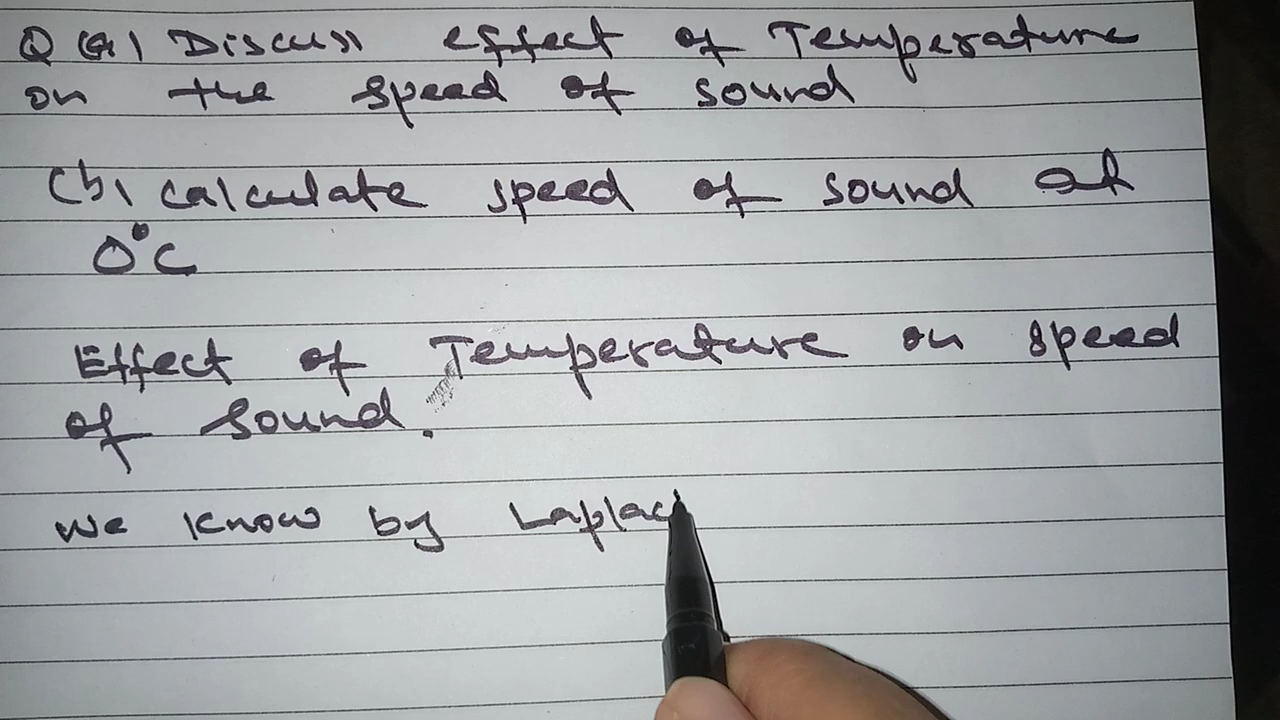 Q (a) Discuss effect of Temperature
on the speed of sound
(b) calculate speed of sound at
0°C
Effect of Temperature on speed
of sound.
We know by Laplac